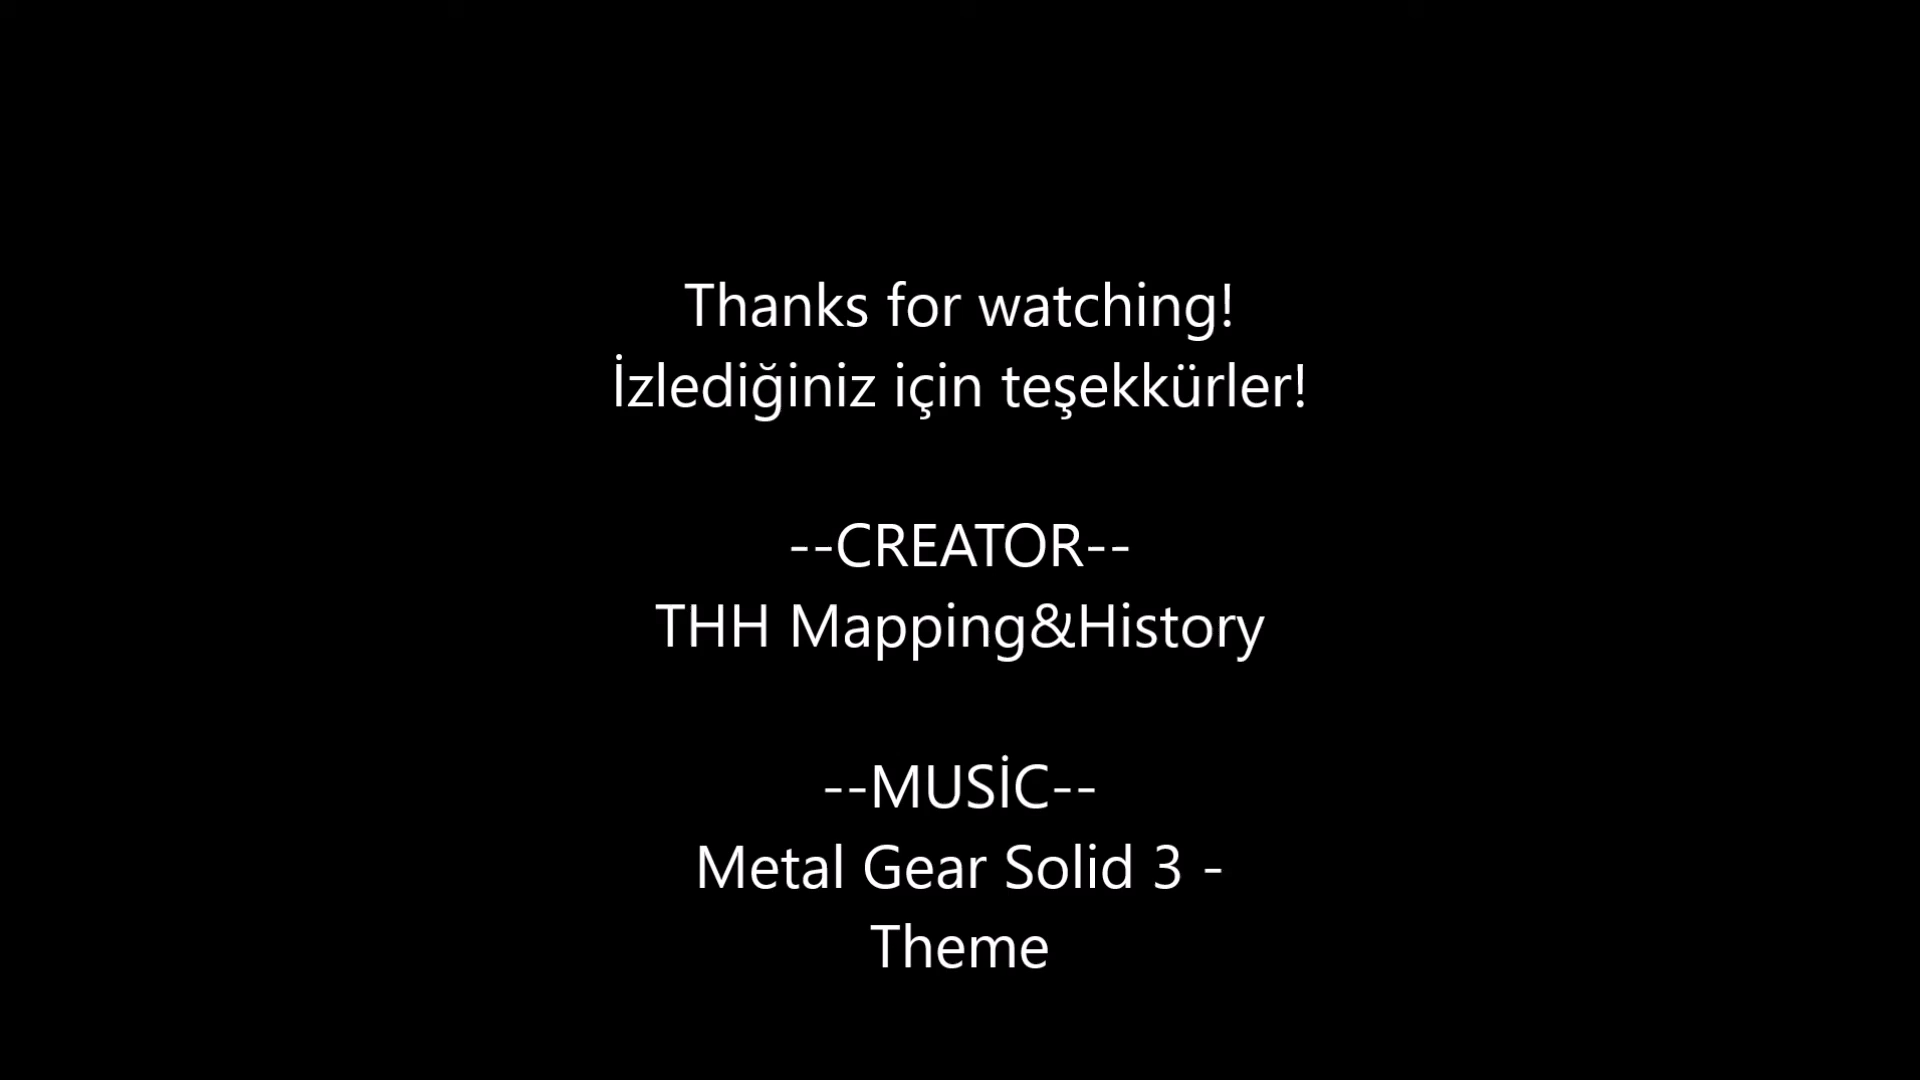 Thanks for watching!
İzlediğiniz için teşekkürler!
--CREATOR--
THH Mapping&History
--MUSİC--
Metal Gear Solid 3 -
Theme